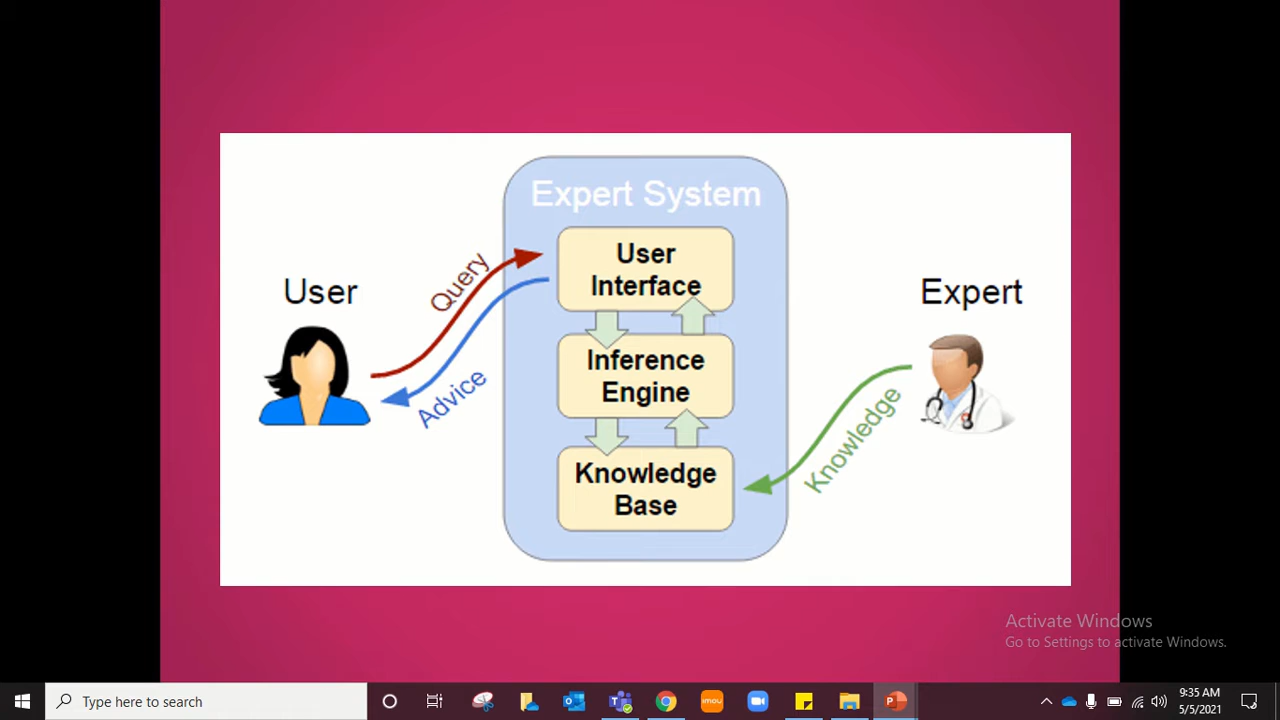 Expert System
User
Interface
Query
User
Expert
Inference
Engine
Advice
Knowledge
Knowledge
Base
Activate Windows
Go to Settings to activate Windows.
Type here to search
imou
9:35 AM
5/5/2021